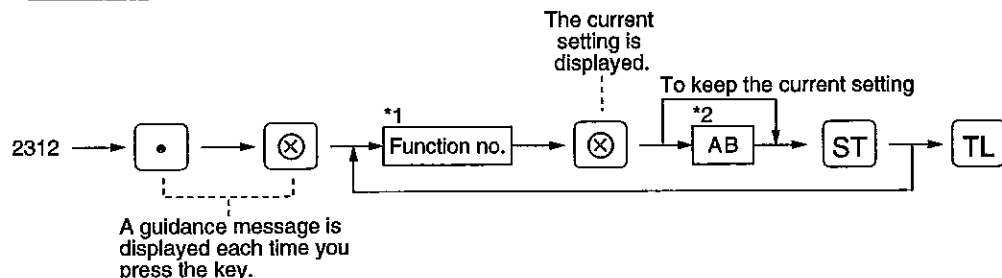 The current
setting is
displayed.
To keep the current setting
*1
*2
2312
•
⊗
Function no.
⊗
AB
ST
TL
A guidance message is
displayed each time you
press the key.